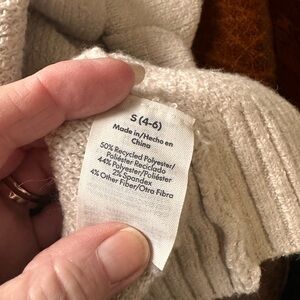 S (4-6)
Made in/Hecho en
China
50% Recycled Polyester/
Poliéster Reciclado
44% Polyester/Poliéster
2% Spandex
4% Other Fiber/Otra Fibra